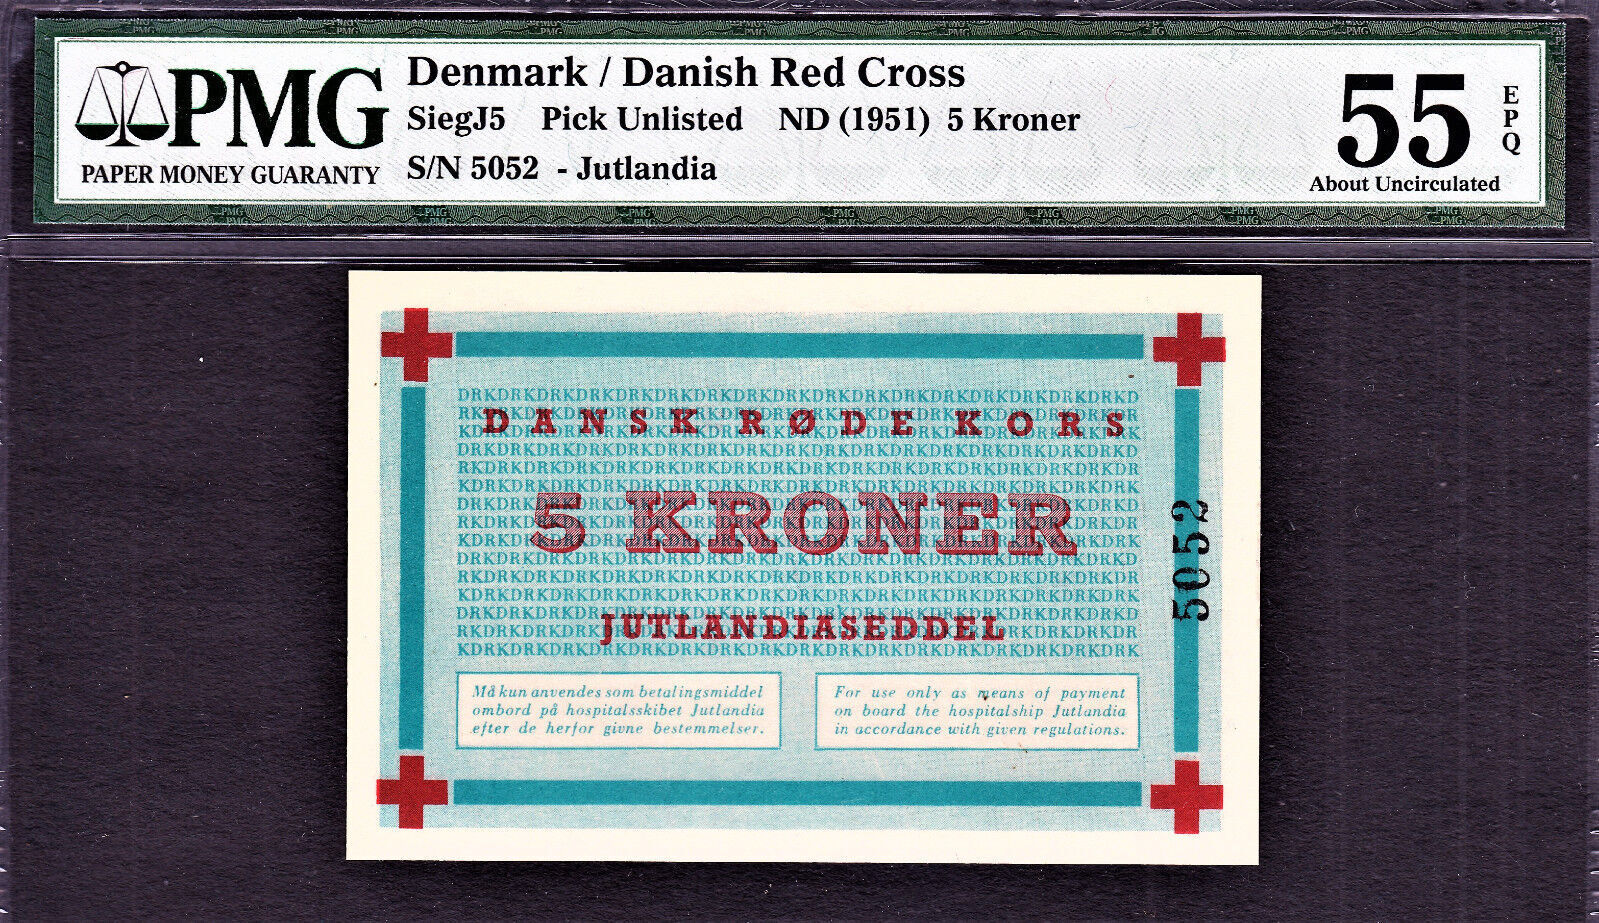 PMG
PAPER MONEY GUARANTY
Denmark / Danish Red Cross
SiegJ5 Pick Unlisted ND (1951) 5 Kroner
S/N 5052 - Jutlandia
55
EPQ
About Uncirculated
DRKDRKDRKDRKDRKDRKDRKDRKDRKDRKDRKDRKDRKDRKDRKDRKDRKD
DANSK RØDE KORS
5 KRONER
JUTLANDIASEDDEL
5052
Må kun anvendes som betalingsmiddel
ombord på hospitalsskibet Jutlandia
efter de herfor givne bestemmelser.
For use only as means of payment
on board the hospitalship Jutlandia
in accordance with given regulations.